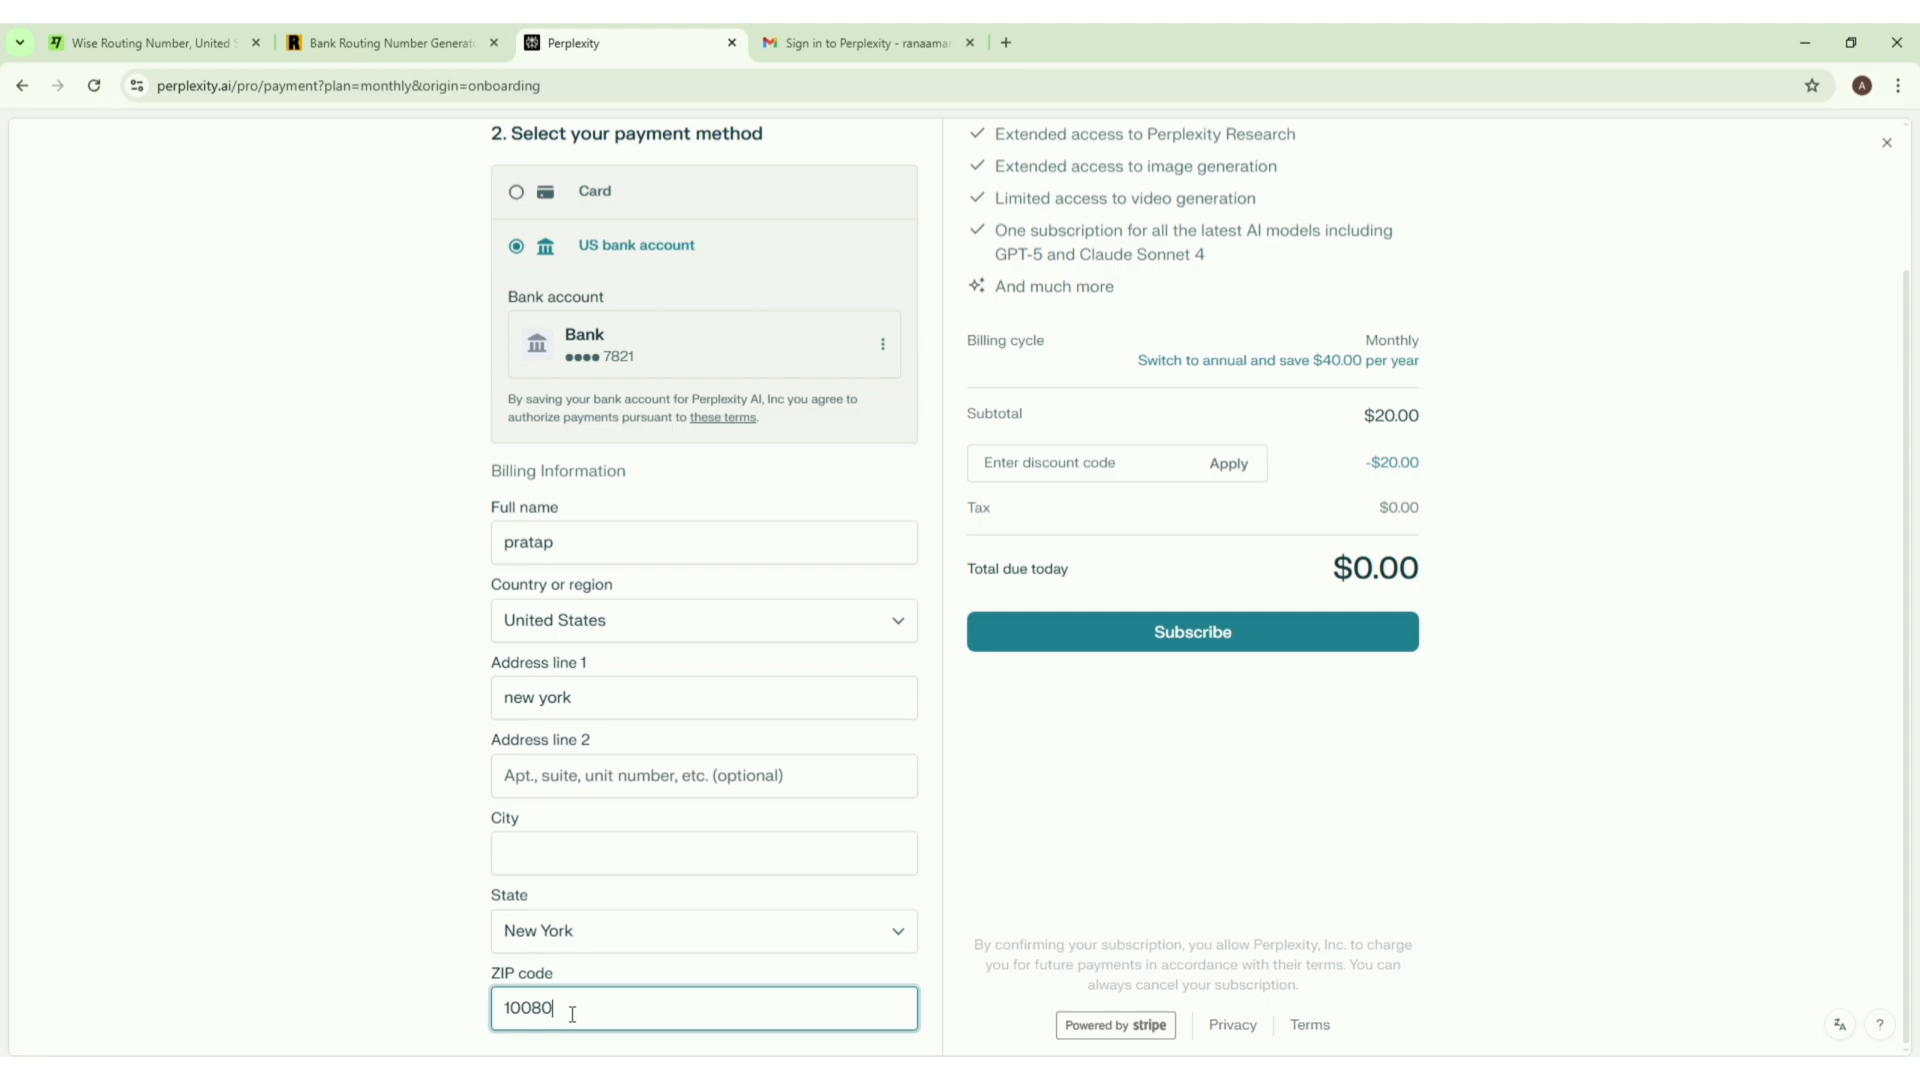 Wise Routing Number, United S
Bank Routing Number Generato
Perplexity
Sign in to Perplexity - ranaamar
perplexity.ai/pro/payment?plan=monthly&origin=onboarding
A
2. Select your payment method
Card
US bank account
Bank account
Bank
•••• 7821
By saving your bank account for Perplexity AI, Inc you agree to
authorize payments pursuant to these terms.
Billing Information
Full name
pratap
Country or region
United States
Address line 1
new york
Address line 2
Apt., suite, unit number, etc. (optional)
City
State
New York
ZIP code
10080
Extended access to Perplexity Research
Extended access to image generation
Limited access to video generation
One subscription for all the latest AI models including
GPT-5 and Claude Sonnet 4
And much more
Billing cycle
Monthly
Switch to annual and save $40.00 per year
Subtotal
$20.00
Enter discount code
Apply
-$20.00
Tax
$0.00
Total due today
$0.00
Subscribe
By confirming your subscription, you allow Perplexity, Inc. to charge
you for future payments in accordance with their terms. You can
always cancel your subscription.
Powered by stripe
Privacy
Terms
?